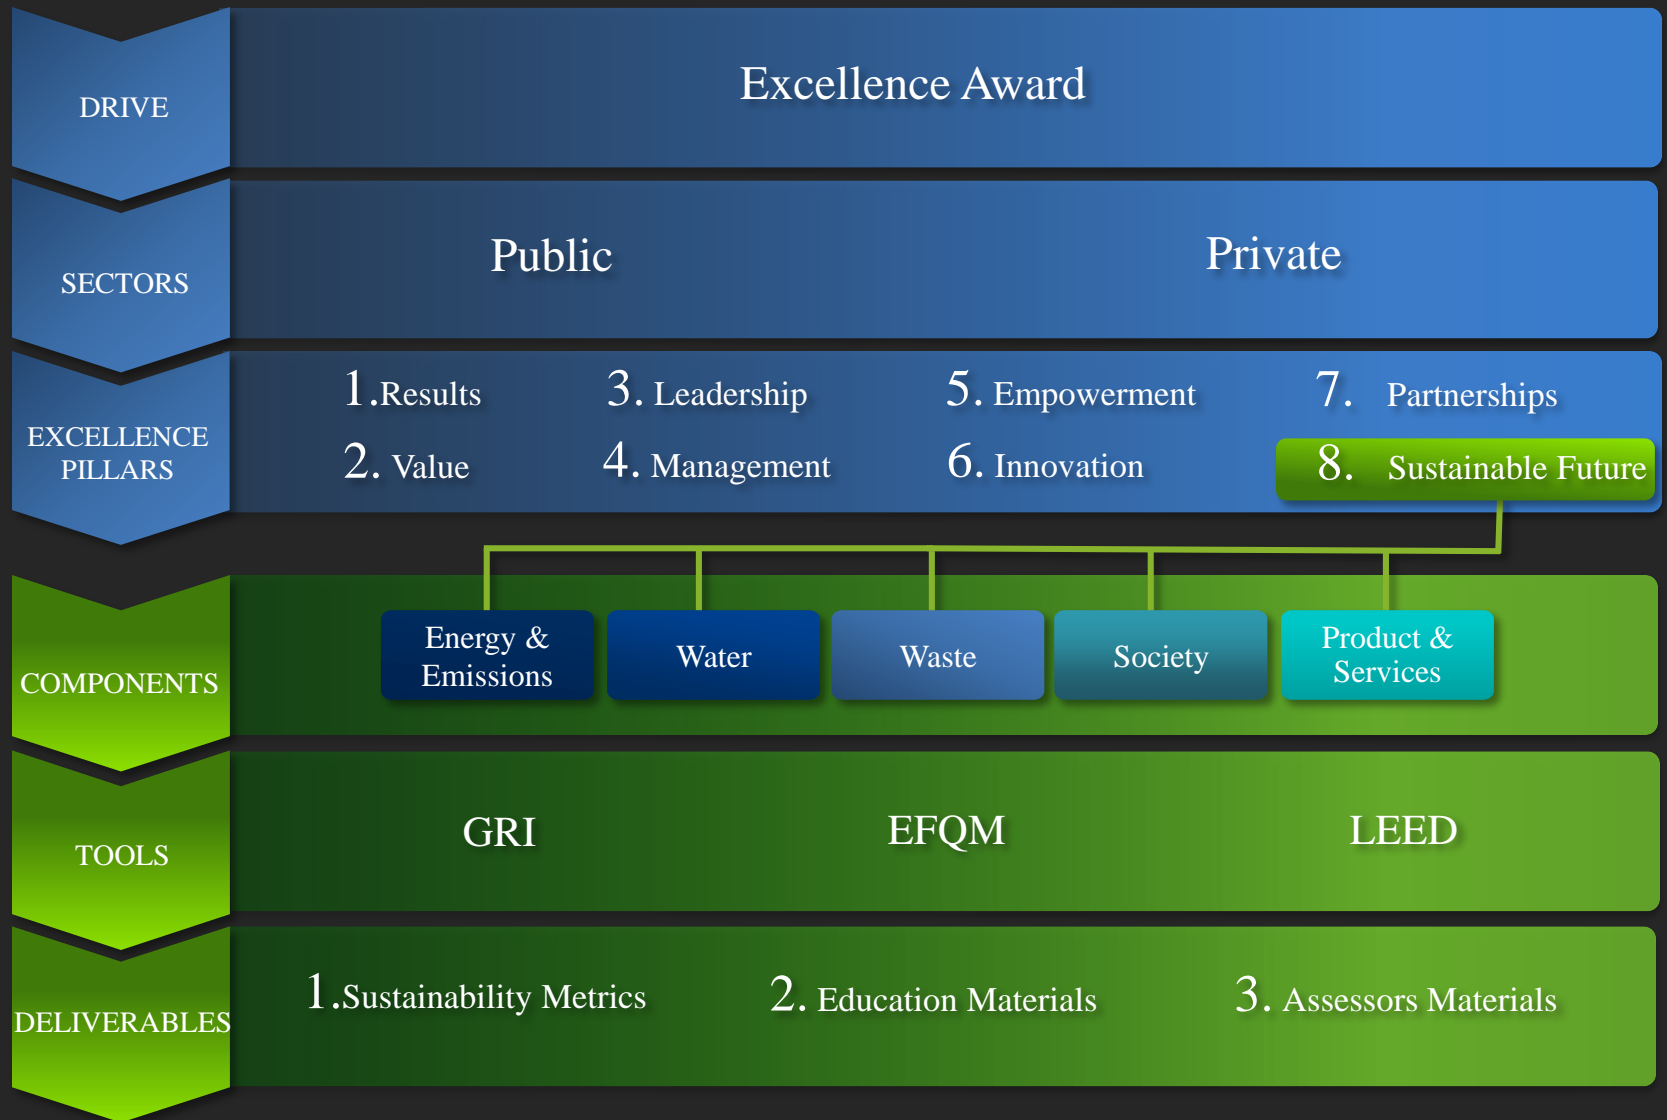 DRIVE
Excellence Award
SECTORS
Public
Private
EXCELLENCE
PILLARS
1.Results
3. Leadership
5. Empowerment
7. Partnerships
2. Value
4. Management
6. Innovation
8. Sustainable Future
COMPONENTS
Energy &
Emissions
Water
Waste
Society
Product &
Services
TOOLS
GRI
EFQM
LEED
DELIVERABLES
1.Sustainability Metrics
2. Education Materials
3. Assessors Materials